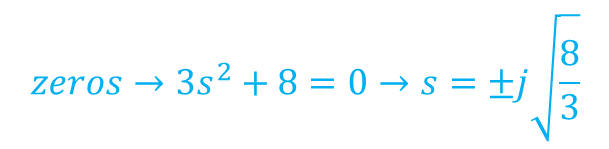 zeros → 3s² + 8 = 0 → s = ±j√(8/3)